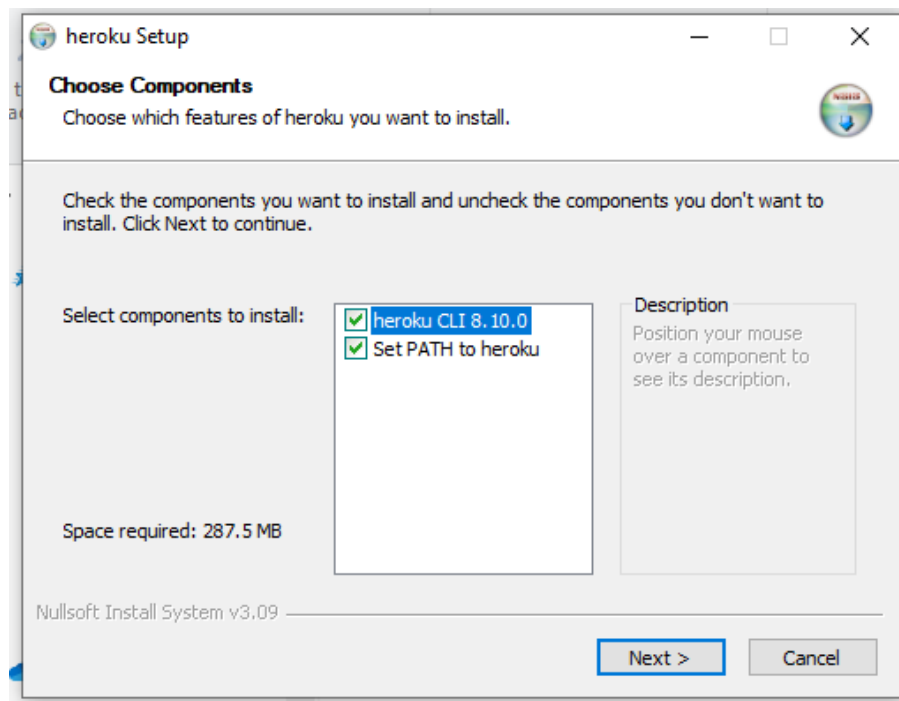 heroku Setup
Choose Components
Choose which features of heroku you want to install.
Check the components you want to install and uncheck the components you don't want to
install. Click Next to continue.
Select components to install:
heroku CLI 8.10.0
Set PATH to heroku
Description
Position your mouse
over a component to
see its description.
Space required: 287.5 MB
Nullsoft Install System v3.09
Next >
Cancel